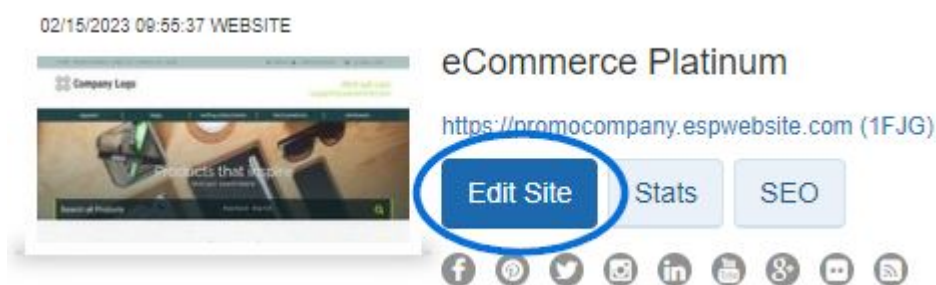 02/15/2023 09:55:37 WEBSITE
eCommerce Platinum
Company Logo
https://promocompany.espwebsite.com (1FJG)
Products that inspire
Edit Site
Stats
SEO
Search all Products